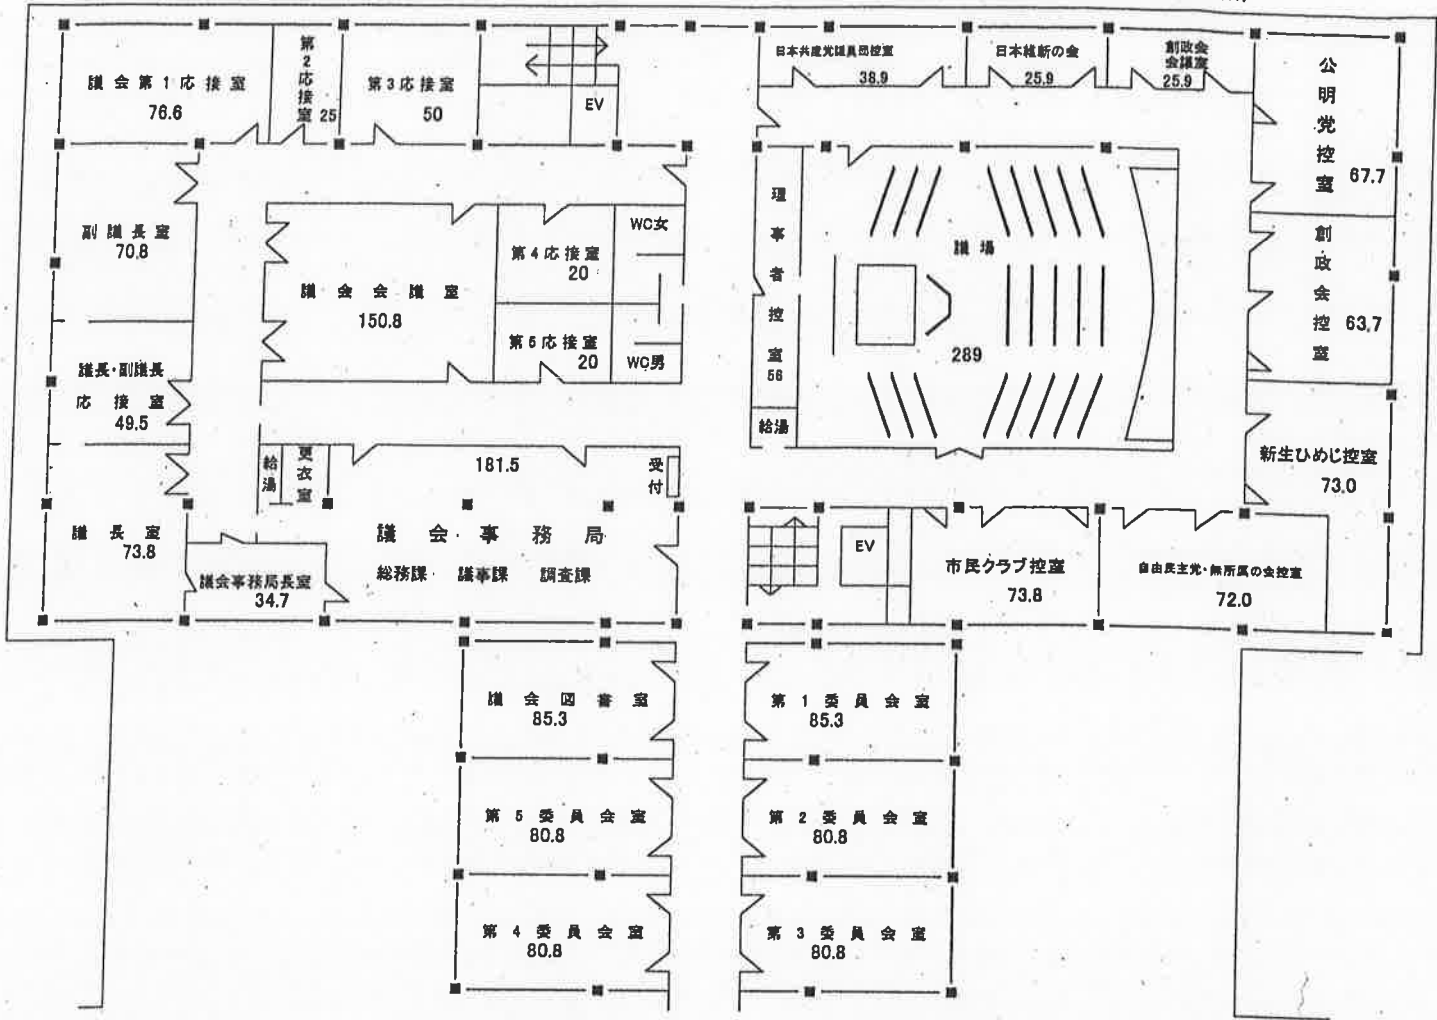 議会第1応接室
76.6
第2応接室 25
第3応接室
50
EV
日本共産党議員団控室
38.9
日本維新の会
25.9
創政会
会議室
25.9
公明党控室
67.7
副議長室
70.8
議会会議室
150.8
第4応接室
20
WC女
第5応接室
20
WC男
理事者控室
56
給湯
議場
289
創政会控室
63.7
議長・副議長
応接室
49.5
給湯
更衣室
181.5
受付
新生ひめじ控室
73.0
議長室
73.8
議会事務局長室
34.7
議会事務局
総務課 議事課 調査課
EV
市民クラブ控室
73.8
自由民主党・無所属の会控室
72.0
議会図書室
85.3
第1委員会室
85.3
第5委員会室
80.8
第2委員会室
80.8
第4委員会室
80.8
第3委員会室
80.8